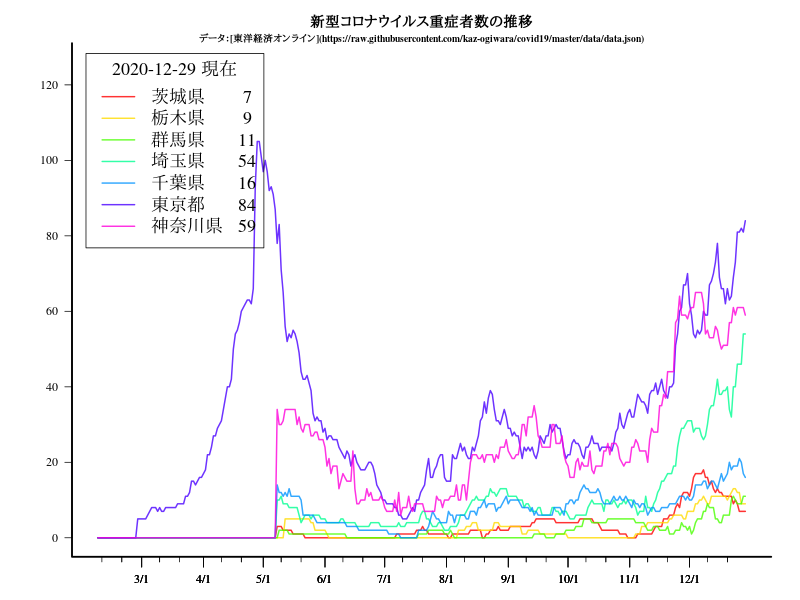 新型コロナウイルス重症者数の推移
データ:[東洋経済オンライン](https://raw.githubusercontent.com/kaz-ogiwara/covid19/master/data/data.json)
2020-12-29 現在
茨城県 7
栃木県 9
群馬県 11
埼玉県 54
千葉県 16
東京都 84
神奈川県 59
120
100
80
60
40
20
0
3/1 4/1 5/1 6/1 7/1 8/1 9/1 10/1 11/1 12/1